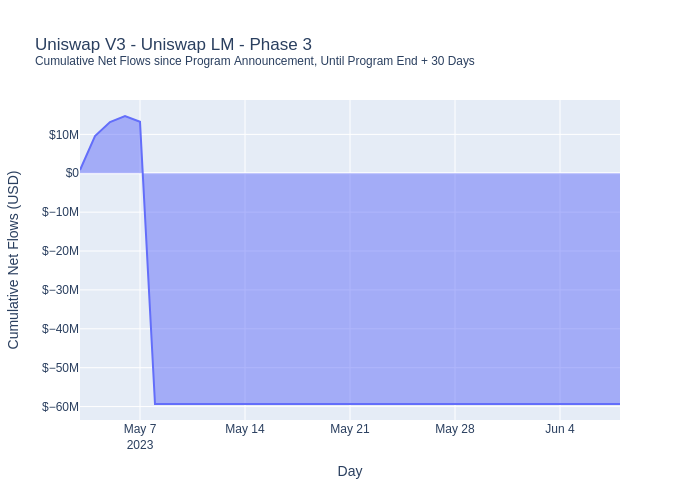 Uniswap V3 - Uniswap LM - Phase 3
Cumulative Net Flows since Program Announcement, Until Program End + 30 Days
Cumulative Net Flows (USD)
$10M
$0
$−10M
$−20M
$−30M
$−40M
$−50M
$−60M
May 7
2023
May 14
May 21
May 28
Jun 4
Day